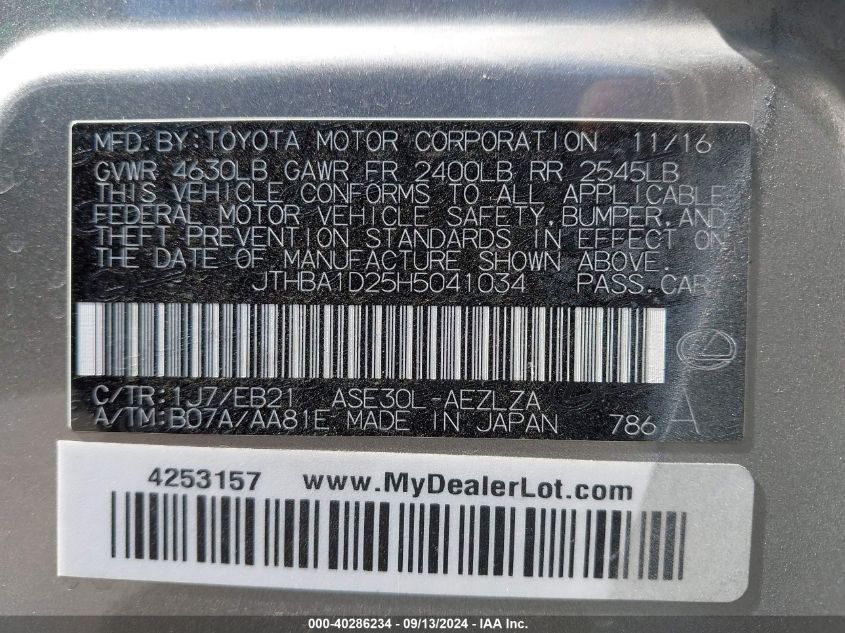 MFD.BY:TOYOTA MOTOR CORPORATION 11/16
GVWR 4630LB GAWR FR 2400LB RR 2545LB
THIS VEHICLE CONFORMS TO ALL APPLICABLE
FEDERAL MOTOR VEHICLE SAFETY,BUMPER,AND
THEFT PREVENTION STANDARDS IN EFFECT ON
THE DATE OF MANUFACTURE SHOWN ABOVE.
JTHBA1D25H5041034 PASS.CAR
C/TR:1J7/EB21 ASE30L-AEZLZA
A/TM:B07A/AA81E MADE IN JAPAN 786 A
4253157 www.MyDealerLot.com
000-40286234 - 09/13/2024 - IAA Inc.